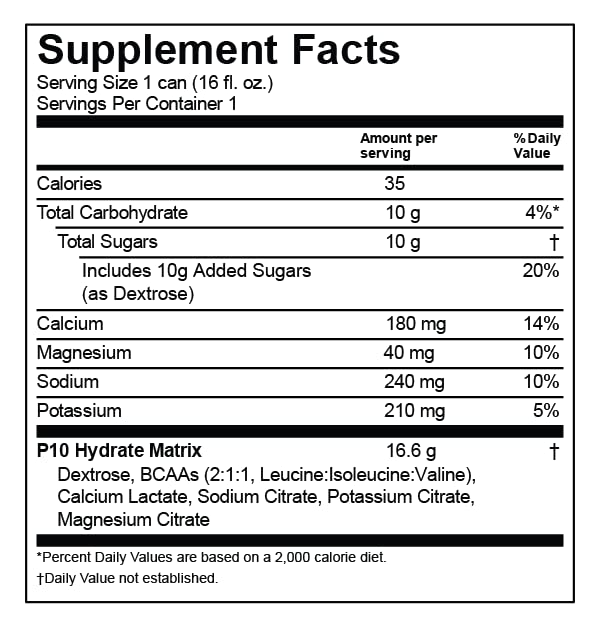 Supplement Facts
Serving Size 1 can (16 fl. oz.)
Servings Per Container 1
Amount per serving % Daily Value
Calories 35
Total Carbohydrate 10 g 4%*
Total Sugars 10 g †
Includes 10g Added Sugars 20%
(as Dextrose)
Calcium 180 mg 14%
Magnesium 40 mg 10%
Sodium 240 mg 10%
Potassium 210 mg 5%
P10 Hydrate Matrix 16.6 g †
Dextrose, BCAAs (2:1:1, Leucine:Isoleucine:Valine),
Calcium Lactate, Sodium Citrate, Potassium Citrate,
Magnesium Citrate
*Percent Daily Values are based on a 2,000 calorie diet.
†Daily Value not established.